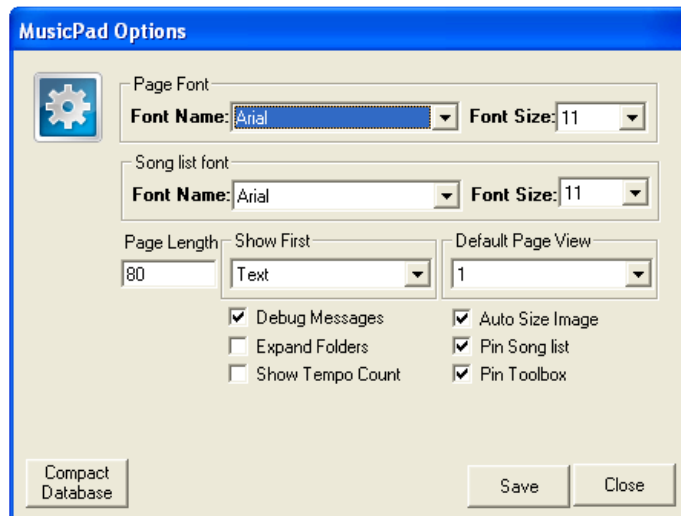 MusicPad Options
Page Font
Font Name: Arial Font Size: 11
Song list font
Font Name: Arial Font Size: 11
Page Length Show First Default Page View
80 Text 1
Debug Messages Auto Size Image
Expand Folders Pin Song list
Show Tempo Count Pin Toolbox
Compact
Database
Save Close